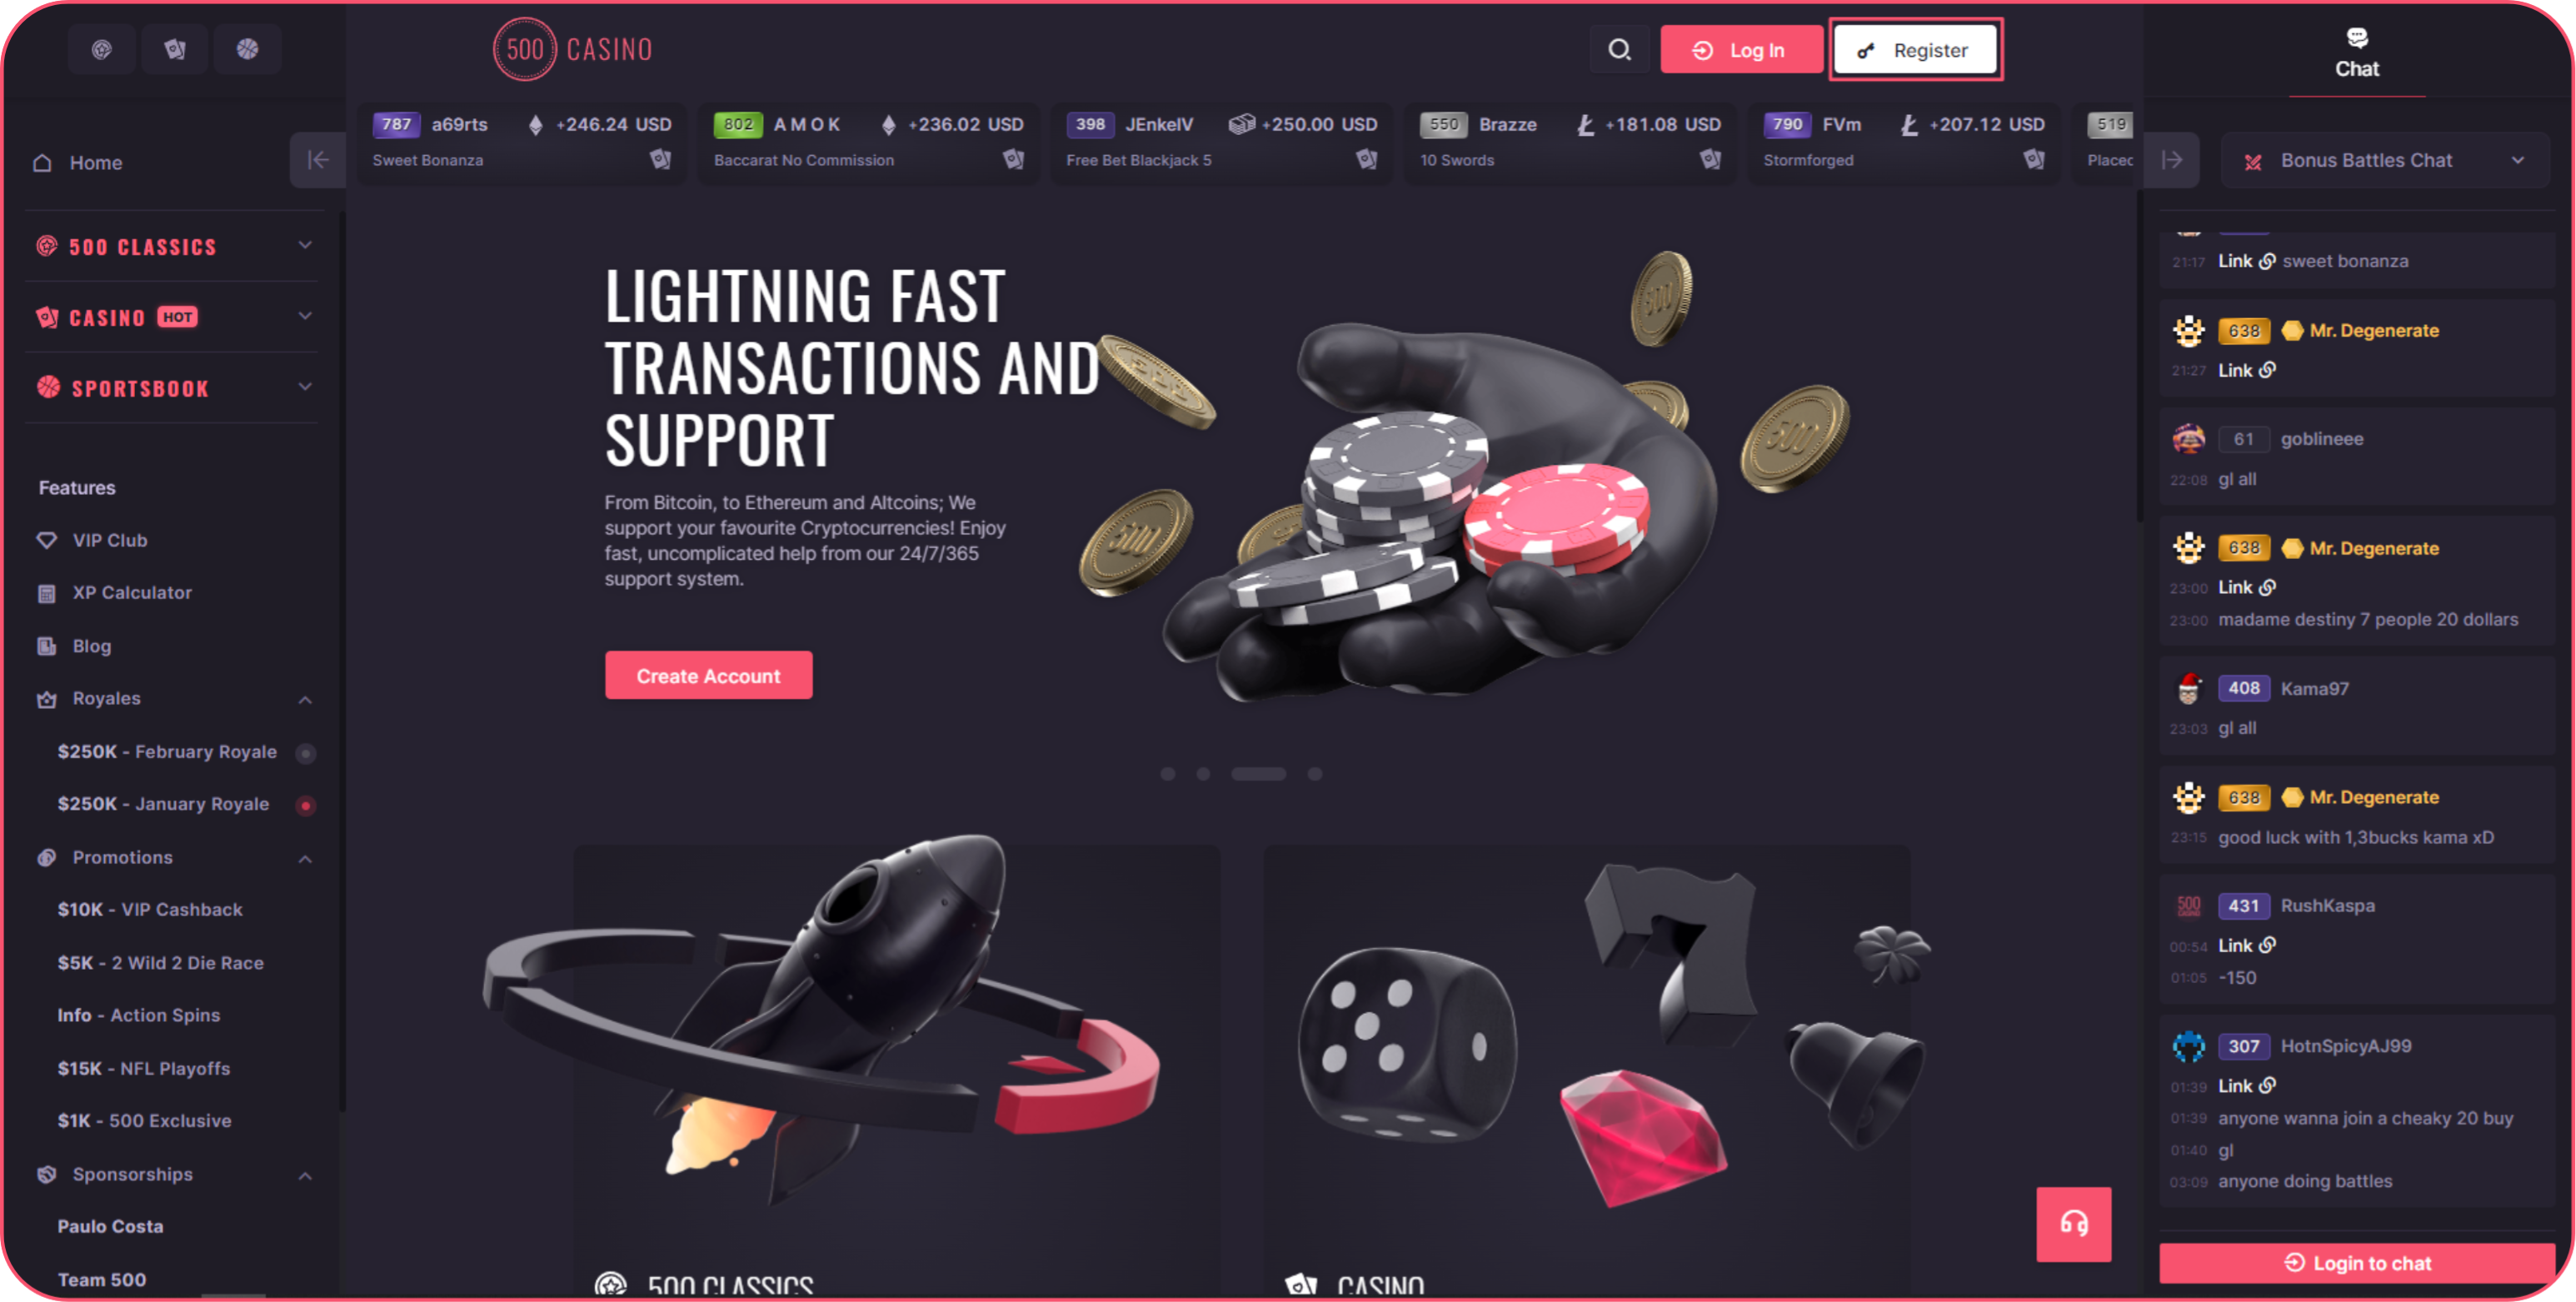 500 CASINO
Log In
Register
Chat
787 a69rts +246.24 USD
Sweet Bonanza
802 A M O K +236.02 USD
Baccarat No Commission
398 JEnkelV +250.00 USD
Free Bet Blackjack 5
550 Brazze +181.08 USD
10 Swords
790 FVm +207.12 USD
Stormforged
519
Home
500 CLASSICS
CASINO HOT
SPORTSBOOK
Features
VIP Club
XP Calculator
Blog
Royales
$250K - February Royale
$250K - January Royale
Promotions
$10K - VIP Cashback
$5K - 2 Wild 2 Die Race
Info - Action Spins
$15K - NFL Playoffs
$1K - 500 Exclusive
Sponsorships
Paulo Costa
Team 500
LIGHTNING FAST
TRANSACTIONS AND
SUPPORT
From Bitcoin, to Ethereum and Altcoins; We
support your favourite Cryptocurrencies! Enjoy
fast, uncomplicated help from our 24/7/365
support system.
Create Account
500
500
500
500 CLASSICS
CASINO
Bonus Battles Chat
21:17 Link sweet bonanza
638 Mr. Degenerate
21:27 Link
61 goblineee
22:08 gl all
638 Mr. Degenerate
23:00 Link
23:00 madame destiny 7 people 20 dollars
408 Kama97
23:03 gl all
638 Mr. Degenerate
23:15 good luck with 1,3bucks kama xD
500 CASINO 431 RushKaspa
00:54 Link
01:05 -150
307 HotnSpicyAJ99
01:39 Link
01:39 anyone wanna join a cheaky 20 buy
01:40 gl
03:09 anyone doing battles
Login to chat